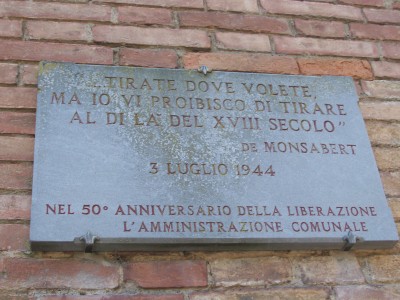 "TIRATE DOVE VOLETE,
MA IO VI PROIBISCO DI TIRARE
AL DI LÀ DEL XVIII SECOLO"
DE MONSABERT
3 LUGLIO 1944
NEL 50° ANNIVERSARIO DELLA LIBERAZIONE
L'AMMINISTRAZIONE COMUNALE